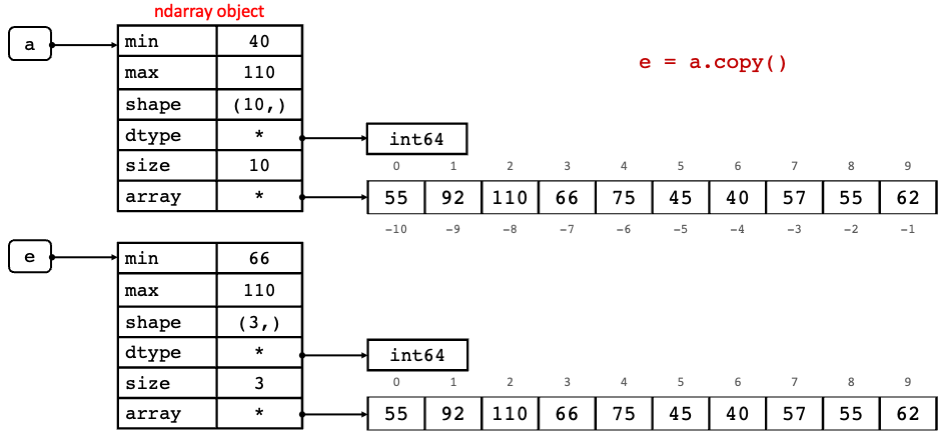 ndarray object
a
min 40
e = a.copy()
max 110
shape (10,)
dtype * int64
size 10
0 1 2 3 4 5 6 7 8 9
array * 55 92 110 66 75 45 40 57 55 62
-10 -9 -8 -7 -6 -5 -4 -3 -2 -1
e
min 66
max 110
shape (3,)
dtype * int64
size 3
0 1 2 3 4 5 6 7 8 9
array * 55 92 110 66 75 45 40 57 55 62